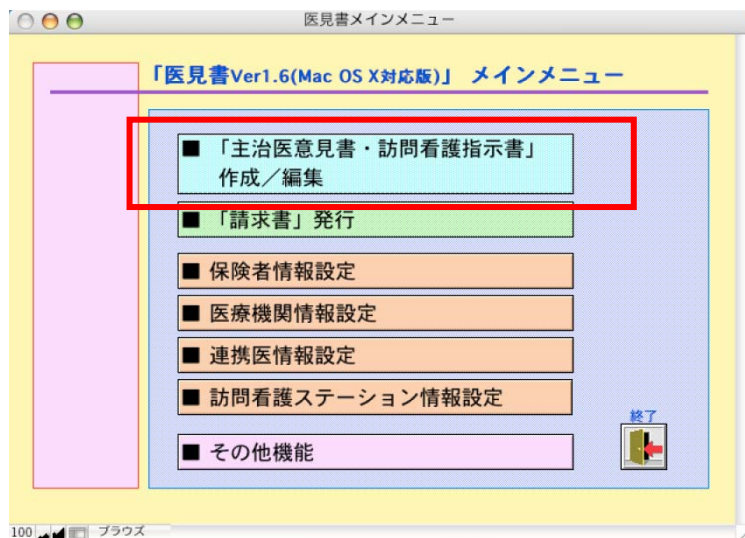 医見書メインメニュー
「医見書Ver1.6(Mac OS X対応版)」 メインメニュー
■ 「主治医意見書・訪問看護指示書」
作成／編集
■ 「請求書」発行
■ 保険者情報設定
■ 医療機関情報設定
■ 連携医情報設定
■ 訪問看護ステーション情報設定
■ その他機能
終了
100 ブラウズ